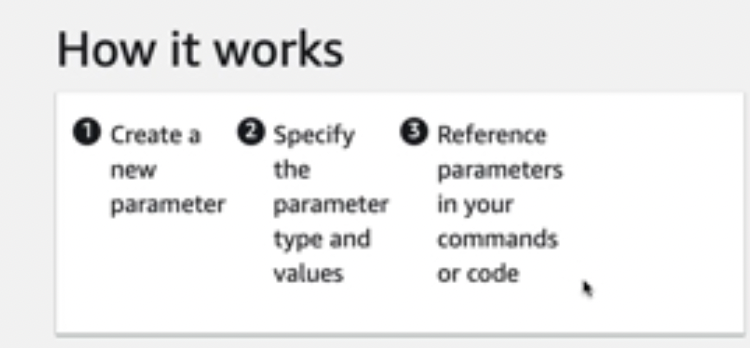 How it works
1 Create a
new
parameter
2 Specify
the
parameter
type and
values
3 Reference
parameters
in your
commands
or code